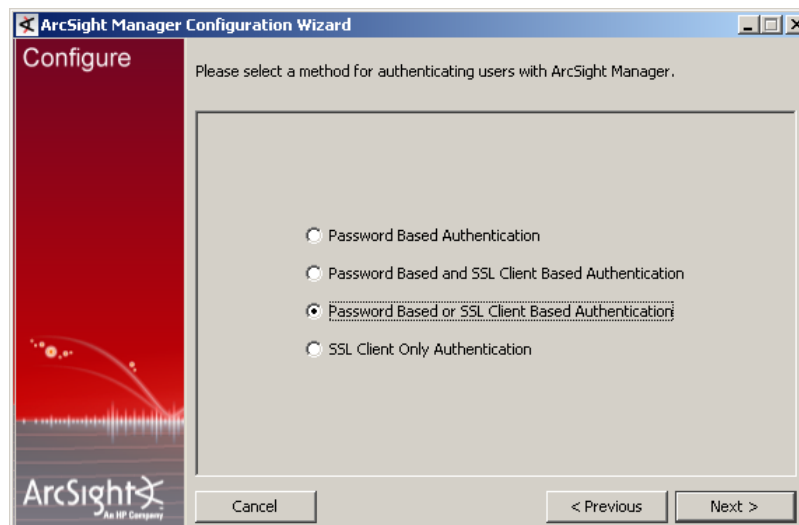 ArcSight Manager Configuration Wizard
Configure
Please select a method for authenticating users with ArcSight Manager.
Password Based Authentication
Password Based and SSL Client Based Authentication
Password Based or SSL Client Based Authentication
SSL Client Only Authentication
ArcSight
An HP Company
Cancel
< Previous
Next >